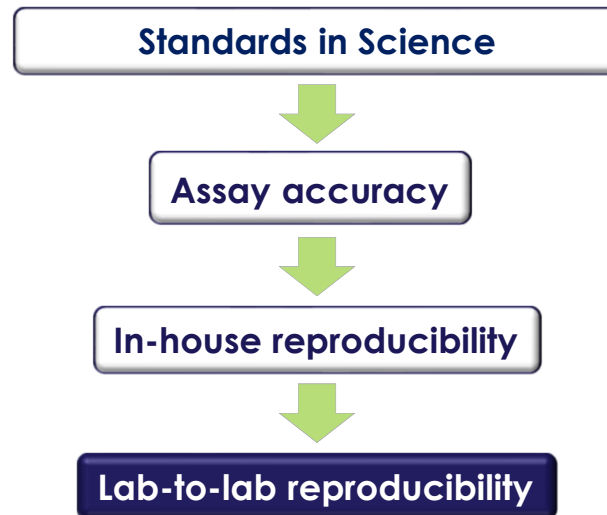 Standards in Science
Assay accuracy
In-house reproducibility
Lab-to-lab reproducibility